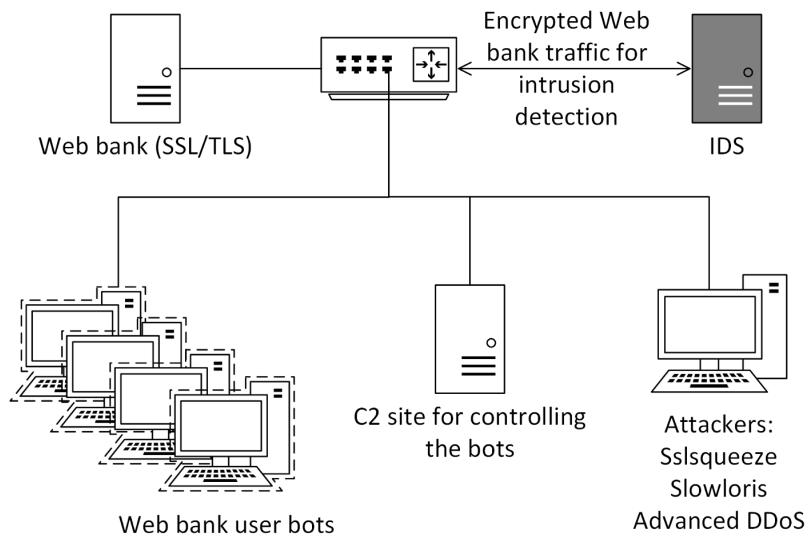 Encrypted Web
bank traffic for
intrusion
detection
Web bank (SSL/TLS)
IDS
C2 site for controlling
the bots
Attackers:
Sslsqueeze
Slowloris
Advanced DDoS
Web bank user bots